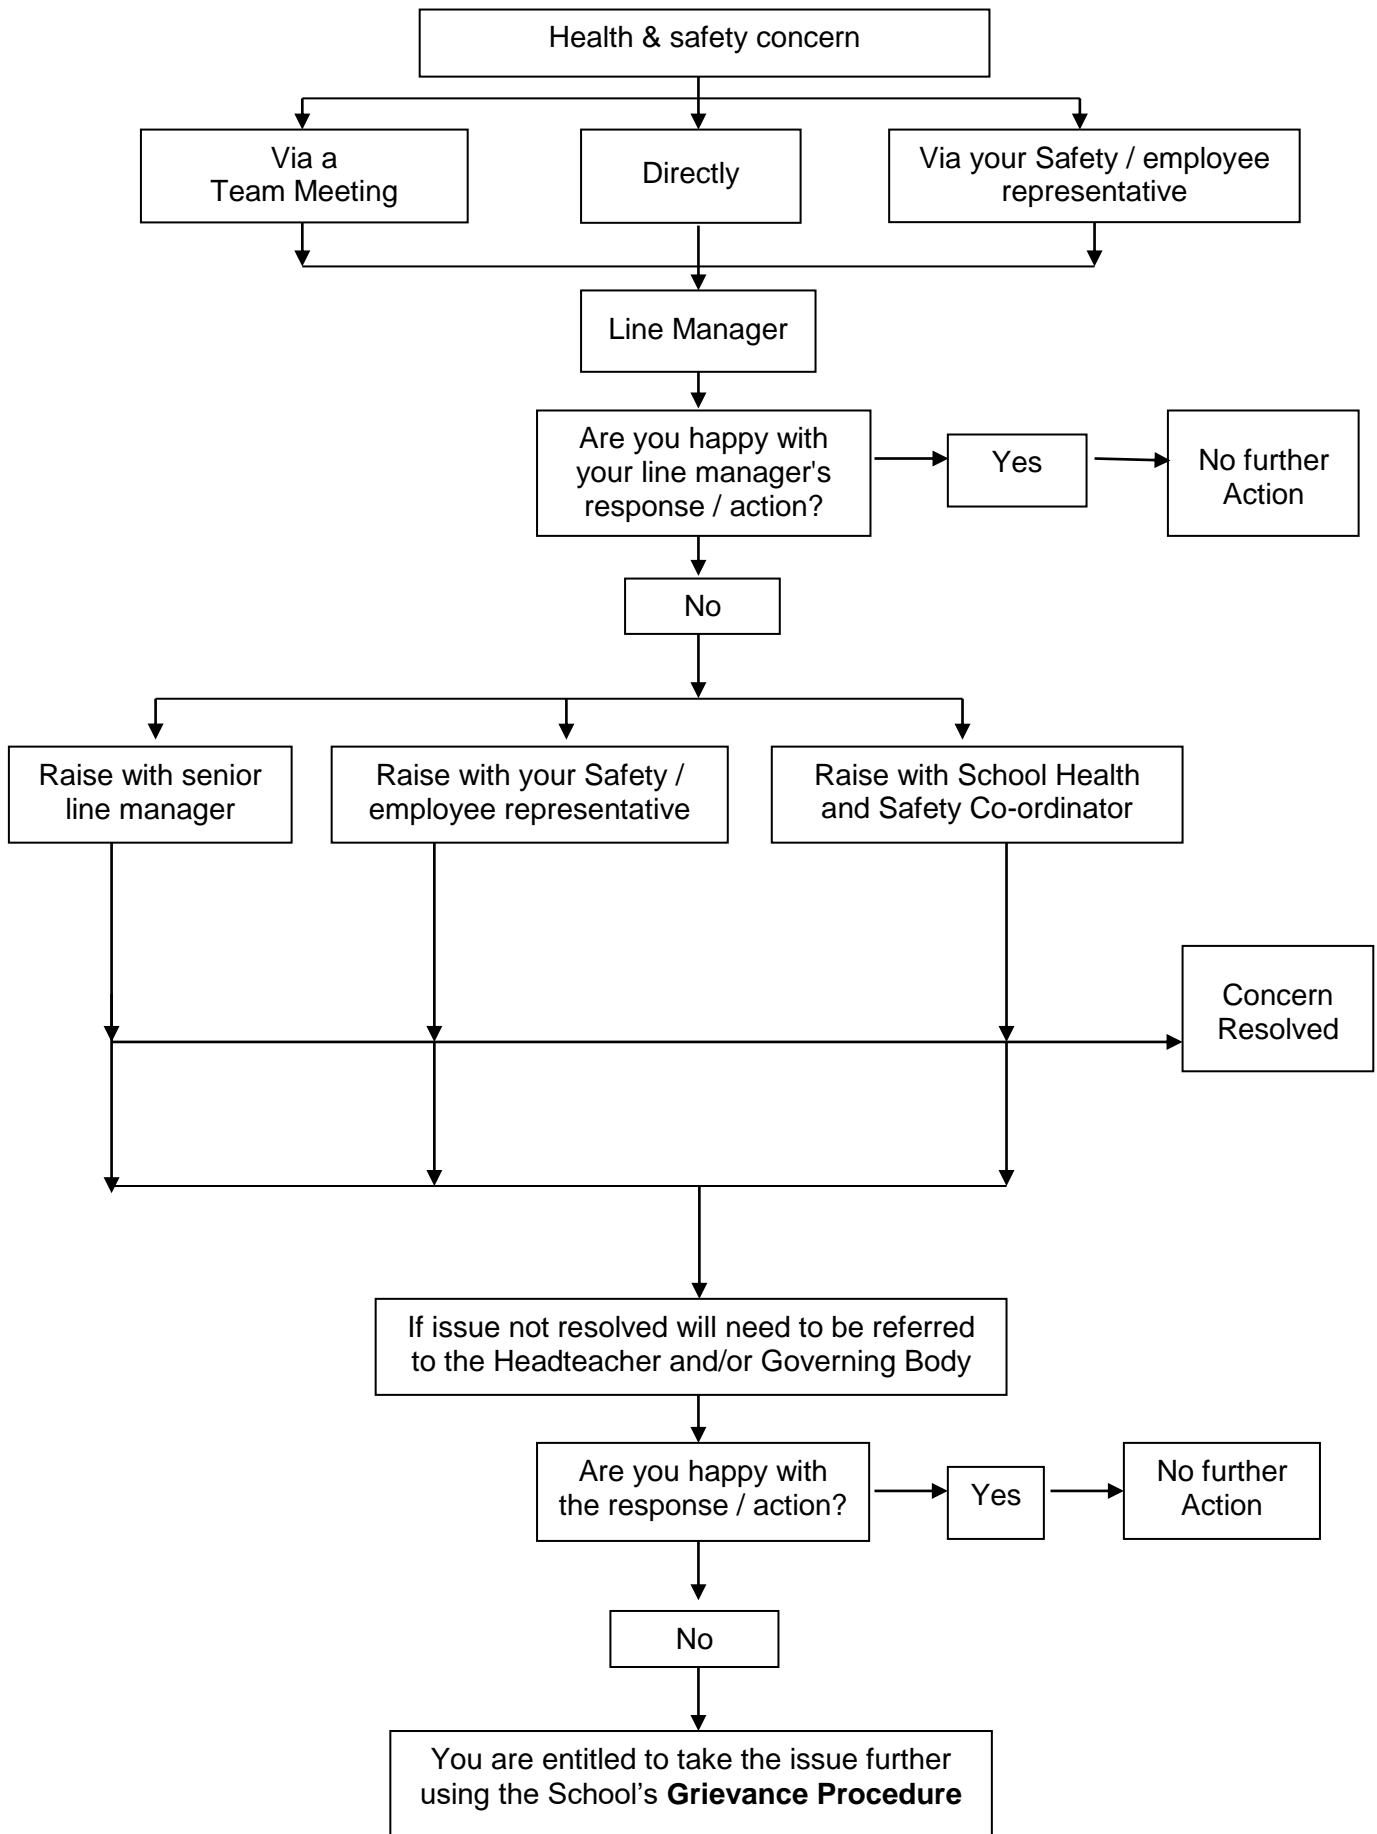 Health & safety concern
Via a
Team Meeting
Directly
Via your Safety / employee
representative
Line Manager
Are you happy with
your line manager's
response / action?
Yes
No further
Action
No
Raise with senior
line manager
Raise with your Safety /
employee representative
Raise with School Health
and Safety Co-ordinator
Concern
Resolved
If issue not resolved will need to be referred
to the Headteacher and/or Governing Body
Are you happy with
the response / action?
Yes
No further
Action
No
You are entitled to take the issue further
using the School’s Grievance Procedure